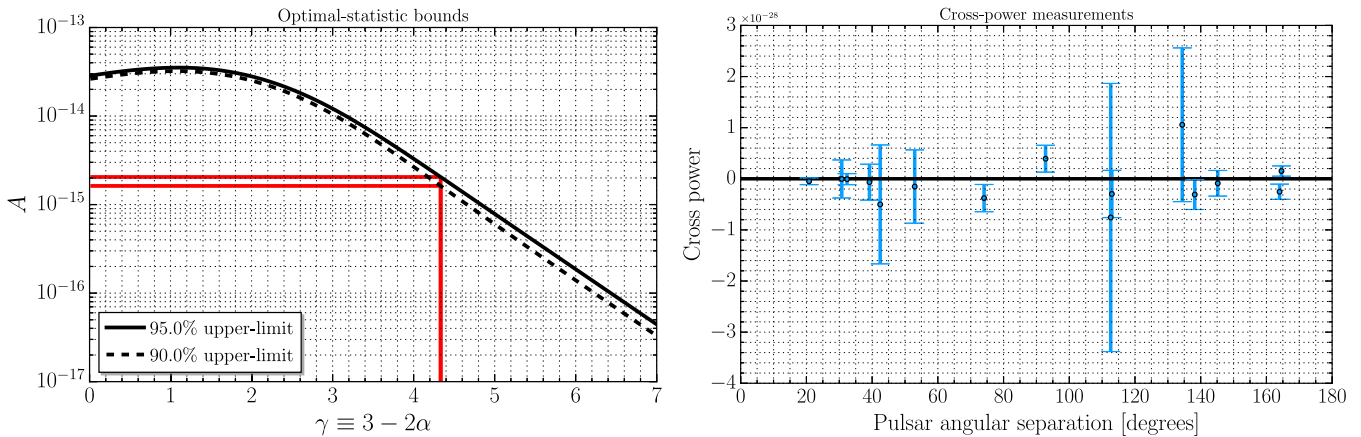 Optimal-statistic bounds
10⁻¹³
10⁻¹⁴
10⁻¹⁵
10⁻¹⁶
10⁻¹⁷
A
95.0% upper-limit
90.0% upper-limit
0 1 2 3 4 5 6 7
γ ≡ 3 − 2α
Cross-power measurements
×10⁻²⁸
3
2
1
0
−1
−2
−3
−4
Cross power
0 20 40 60 80 100 120 140 160 180
Pulsar angular separation [degrees]